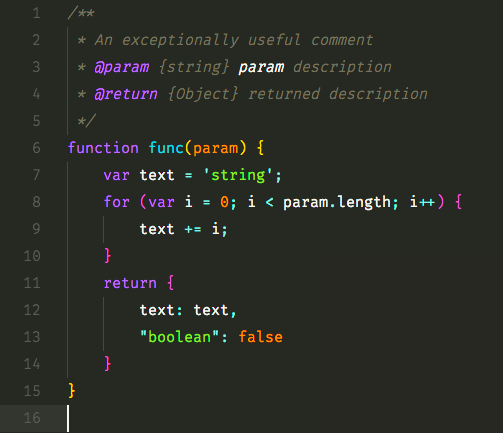 1 /**
2  * An exceptionally useful comment
3  * @param {string} param description
4  * @return {Object} returned description
5  */
6 function func(param) {
7     var text = 'string';
8     for (var i = 0; i < param.length; i++) {
9         text += i;
10     }
11     return {
12         text: text,
13         "boolean": false
14     }
15 }
16